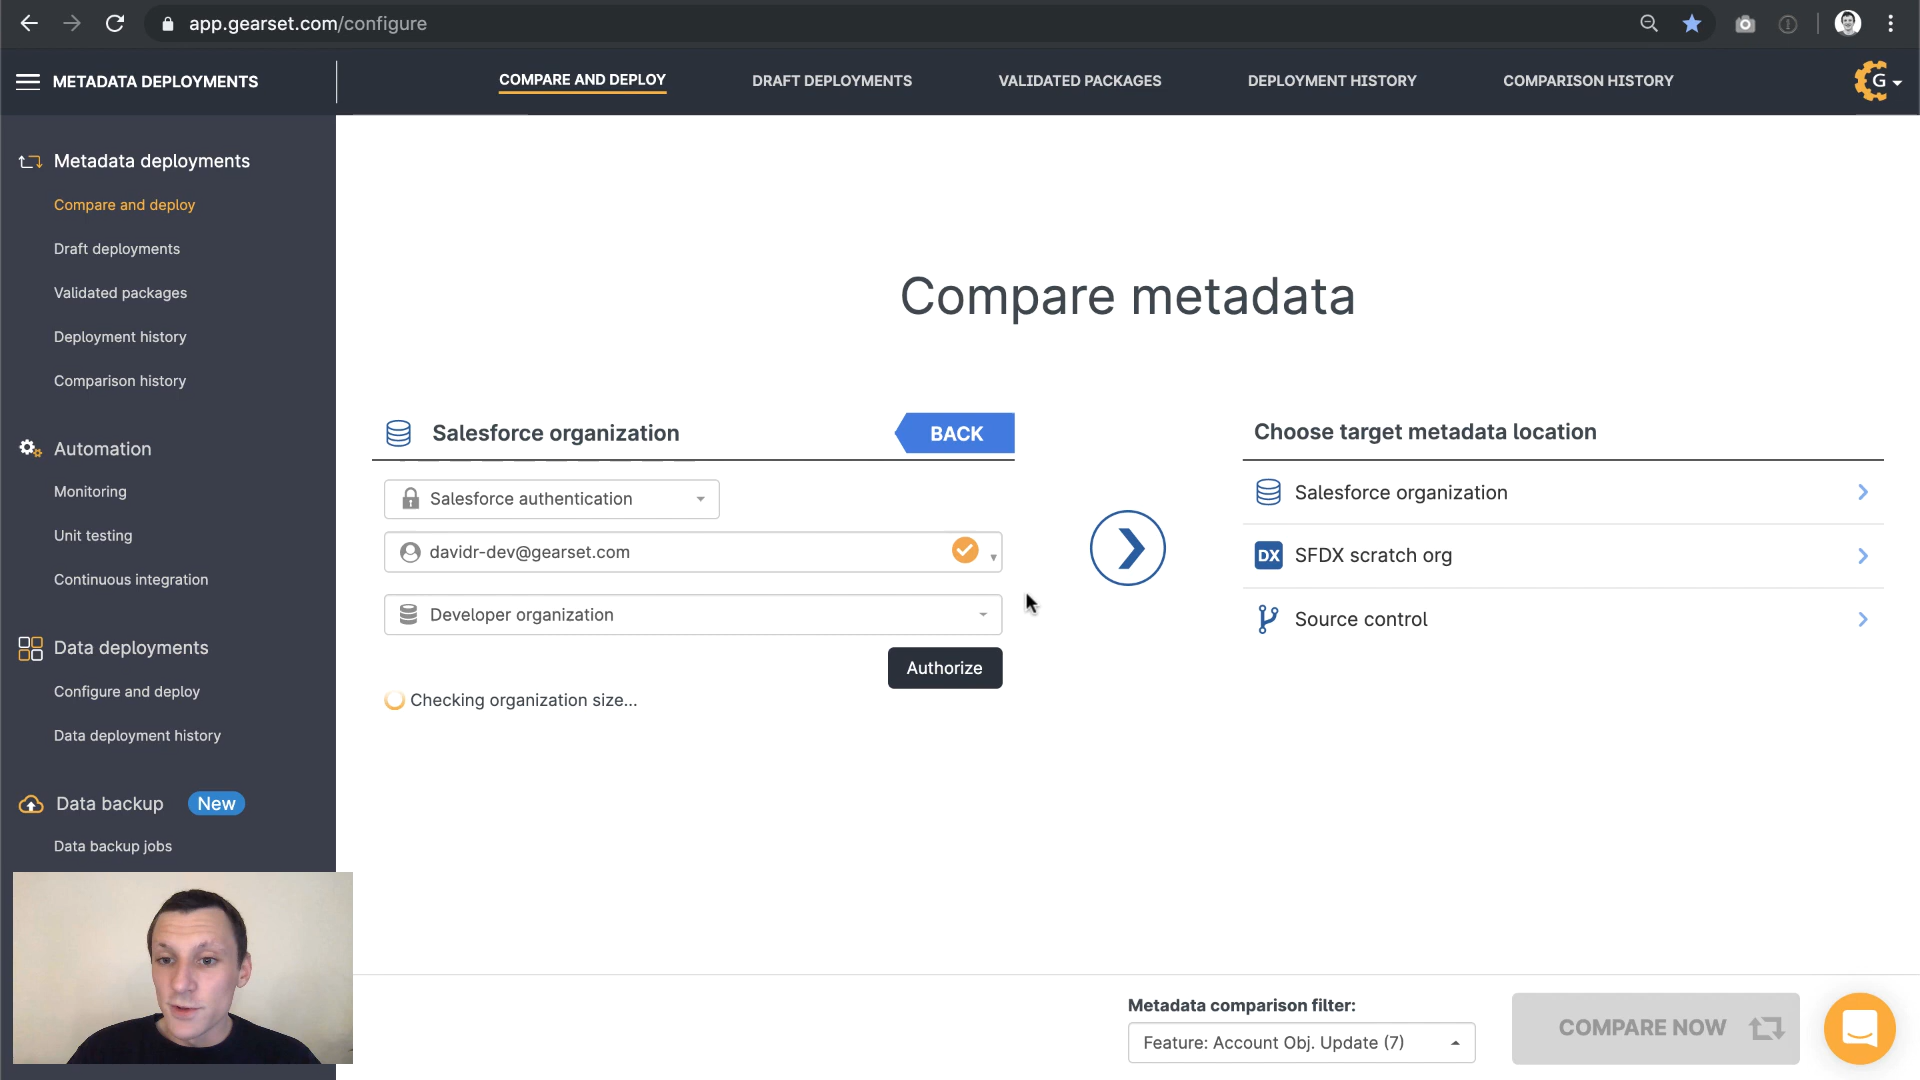 app.gearset.com/configure
METADATA DEPLOYMENTS
COMPARE AND DEPLOY
DRAFT DEPLOYMENTS
VALIDATED PACKAGES
DEPLOYMENT HISTORY
COMPARISON HISTORY
G
Metadata deployments
Compare and deploy
Draft deployments
Validated packages
Deployment history
Comparison history
Automation
Monitoring
Unit testing
Continuous integration
Data deployments
Configure and deploy
Data deployment history
Data backup New
Data backup jobs
Compare metadata
Salesforce organization
BACK
Salesforce authentication
davidr-dev@gearset.com
Developer organization
Authorize
Checking organization size...
Choose target metadata location
Salesforce organization
DX SFDX scratch org
Source control
Metadata comparison filter:
Feature: Account Obj. Update (7)
COMPARE NOW